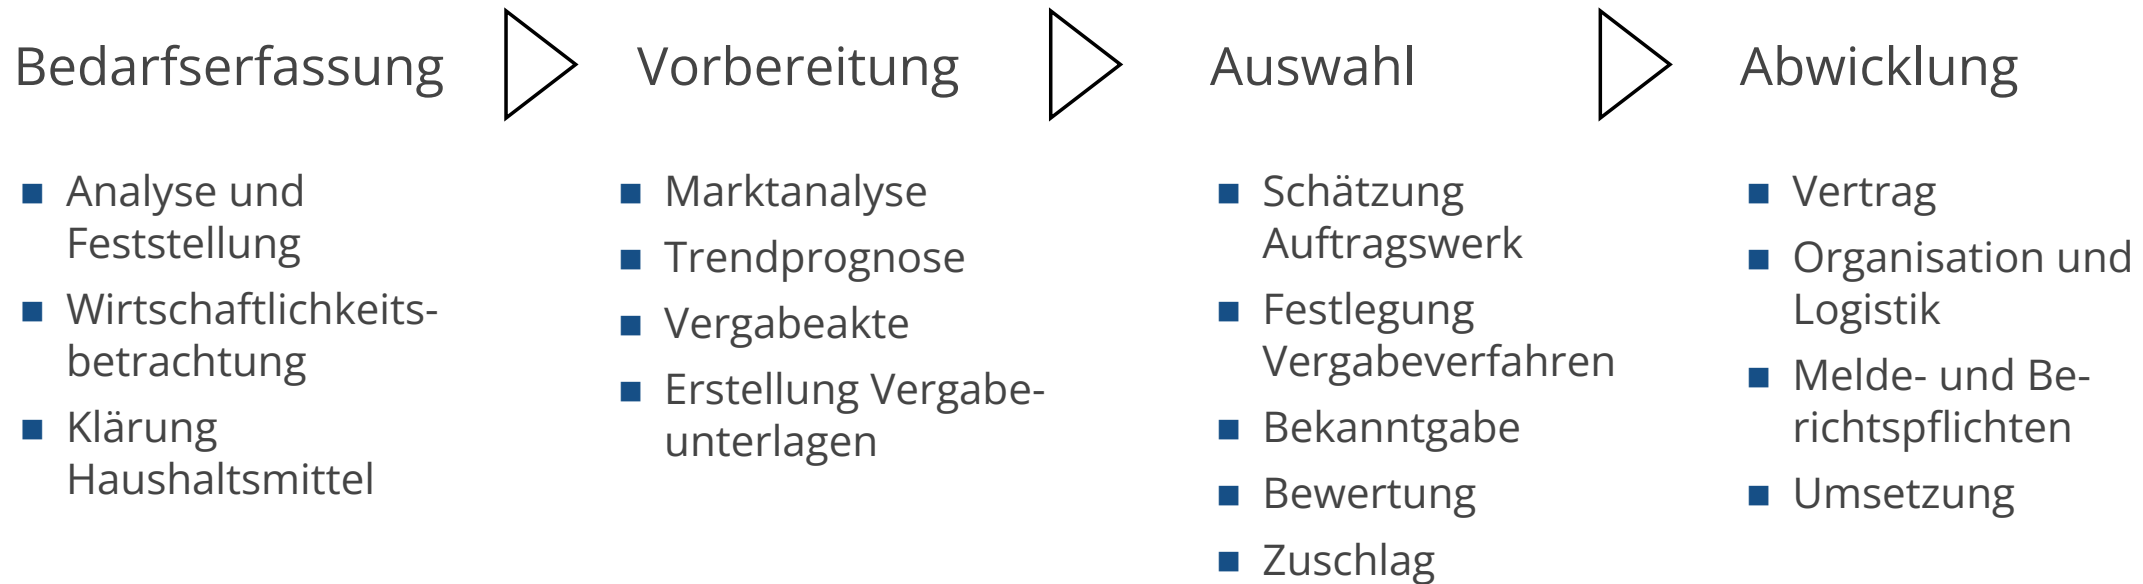 Bedarfserfassung
Analyse und
Feststellung
Wirtschaftlichkeits-
betrachtung
Klärung
Haushaltsmittel
Vorbereitung
Marktanalyse
Trendprognose
Vergabeakte
Erstellung Vergabe-
unterlagen
Auswahl
Schätzung
Auftragswerk
Festlegung
Vergabeverfahren
Bekanntgabe
Bewertung
Zuschlag
Abwicklung
Vertrag
Organisation und
Logistik
Melde- und Be-
richtspflichten
Umsetzung